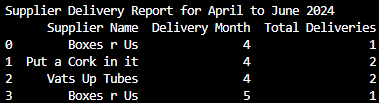 Supplier Delivery Report for April to June 2024
Supplier Name Delivery Month Total Deliveries
0 Boxes r Us 4 1
1 Put a Cork in it 4 2
2 Vats Up Tubes 4 2
3 Boxes r Us 5 1